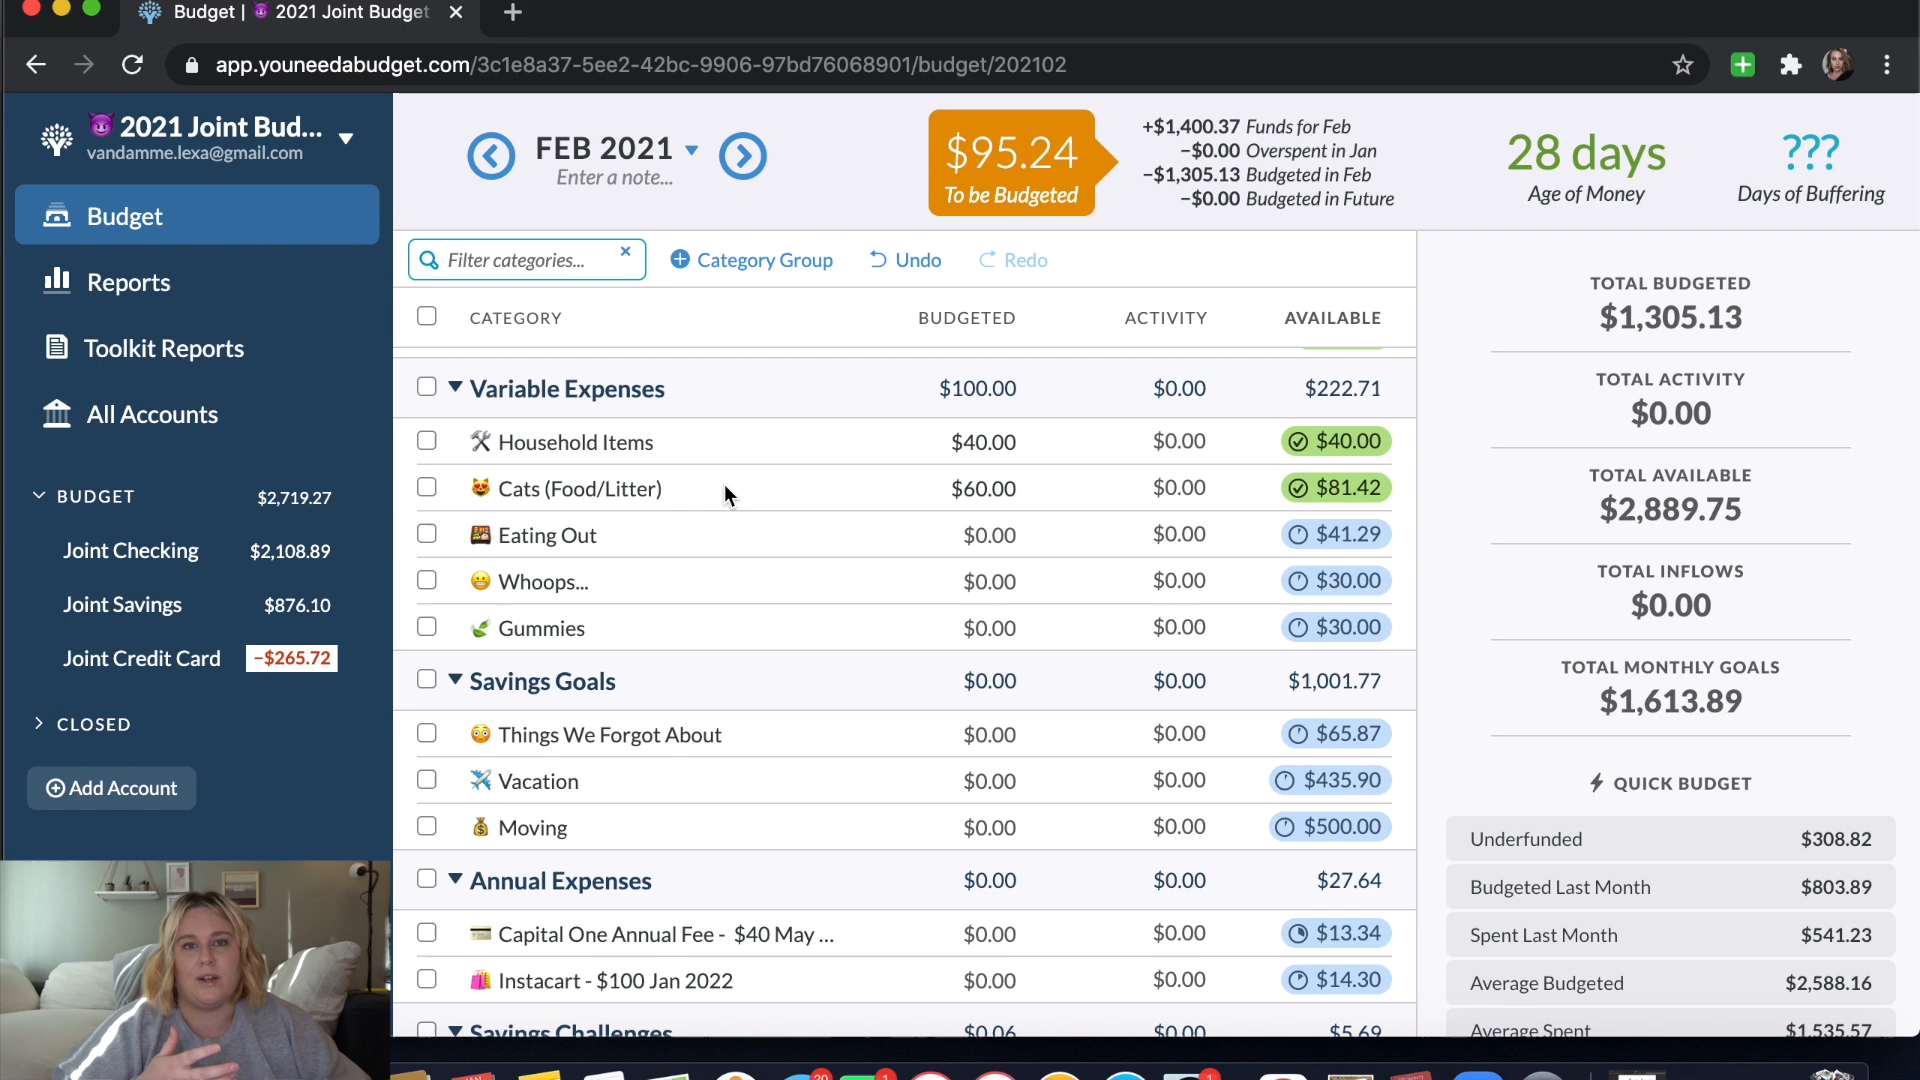 Budget | 😈 2021 Joint Budget
app.youneedabudget.com/3c1e8a37-5ee2-42bc-9906-97bd76068901/budget/202102
😈 2021 Joint Bud...
vandamme.lexa@gmail.com
Budget
Reports
Toolkit Reports
All Accounts
BUDGET $2,719.27
Joint Checking $2,108.89
Joint Savings $876.10
Joint Credit Card -$265.72
CLOSED
Add Account
FEB 2021
Enter a note...
$95.24
To be Budgeted
+$1,400.37 Funds for Feb
-$0.00 Overspent in Jan
-$1,305.13 Budgeted in Feb
-$0.00 Budgeted in Future
28 days
Age of Money
???
Days of Buffering
Filter categories...
Category Group
Undo
Redo
CATEGORY BUDGETED ACTIVITY AVAILABLE
Variable Expenses $100.00 $0.00 $222.71
🛠 Household Items $40.00 $0.00 $40.00
😻 Cats (Food/Litter) $60.00 $0.00 $81.42
🍱 Eating Out $0.00 $0.00 $41.29
😬 Whoops... $0.00 $0.00 $30.00
🍃 Gummies $0.00 $0.00 $30.00
Savings Goals $0.00 $0.00 $1,001.77
😳 Things We Forgot About $0.00 $0.00 $65.87
✈️ Vacation $0.00 $0.00 $435.90
💰 Moving $0.00 $0.00 $500.00
Annual Expenses $0.00 $0.00 $27.64
💳 Capital One Annual Fee - $40 May ... $0.00 $0.00 $13.34
🛍 Instacart - $100 Jan 2022 $0.00 $0.00 $14.30
Savings Challenges $0.06 $0.00 $5.69
TOTAL BUDGETED
$1,305.13
TOTAL ACTIVITY
$0.00
TOTAL AVAILABLE
$2,889.75
TOTAL INFLOWS
$0.00
TOTAL MONTHLY GOALS
$1,613.89
QUICK BUDGET
Underfunded $308.82
Budgeted Last Month $803.89
Spent Last Month $541.23
Average Budgeted $2,588.16
Average Spent $1,535.57